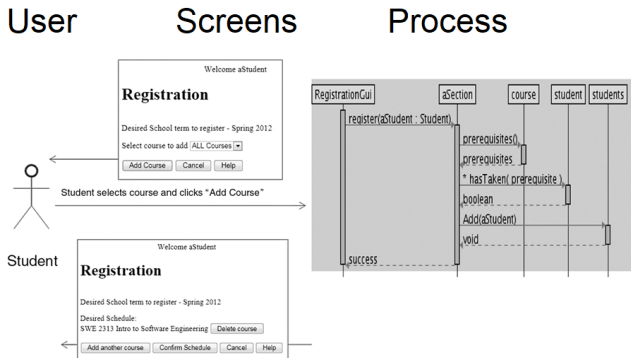 User Screens Process
Welcome aStudent
Registration
Desired School term to register - Spring 2012
Select course to add ALL Courses
Add Course Cancel Help
Student selects course and clicks “Add Course”
Student
Welcome aStudent
Registration
Desired School term to register - Spring 2012
Desired Schedule:
SWE 2313 Intro to Software Engineering Delete course
Add another course Confirm Schedule Cancel Help
RegistrationGui aSection course student students
register(aStudent : Student)
prerequisites()
prerequisites
* hasTaken( prerequisite )
boolean
Add(aStudent)
void
success